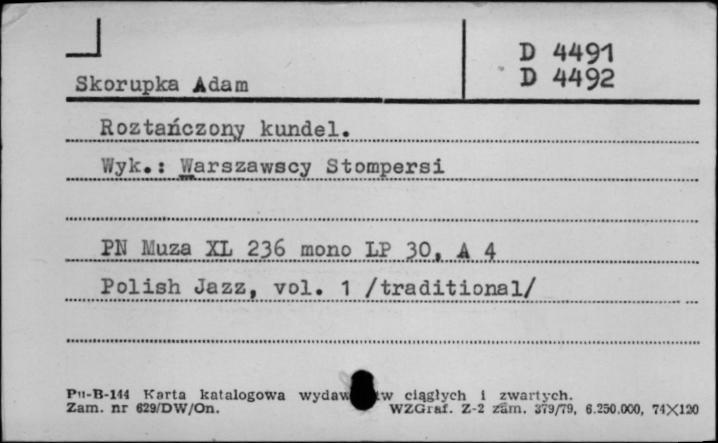 D 4491
D 4492
Skorupka Adam
Roztańczony kundel.
Wyk.: Warszawscy Stompersi
PN Muza XL 236 mono LP 30, A 4
Polish Jazz, vol. 1 /traditional/
Pu-B-144 Karta katalogowa ciągłych i zwartych.
Zam. nr 629/DW/On. WZGraf. Z-2 zam. 379/79, 6.250.000, 74X120